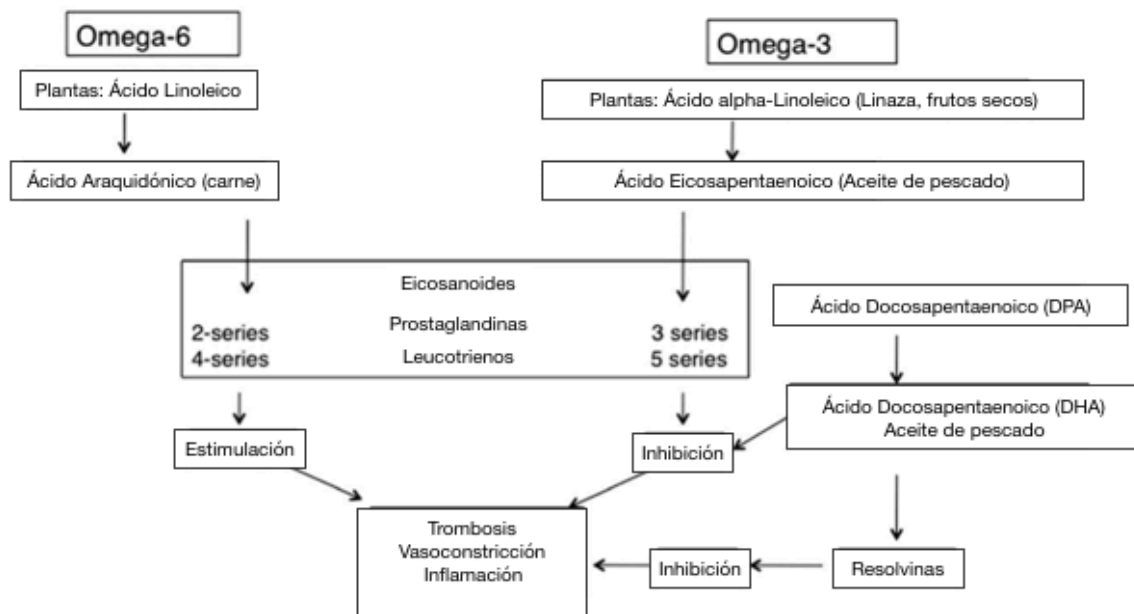 Omega-6
Omega-3
Plantas: Ácido Linoleico
Plantas: Ácido alpha-Linoleico (Linaza, frutos secos)
Ácido Araquidónico (carne)
Ácido Eicosapentaenoico (Aceite de pescado)
Eicosanoides
2-series Prostaglandinas 3 series
4-series Leucotrienos 5 series
Ácido Docosapentaenoico (DPA)
Ácido Docosapentaenoico (DHA)
Aceite de pescado
Estimulación
Inhibición
Trombosis
Vasoconstricción
Inflamación
Inhibición
Resolvinas